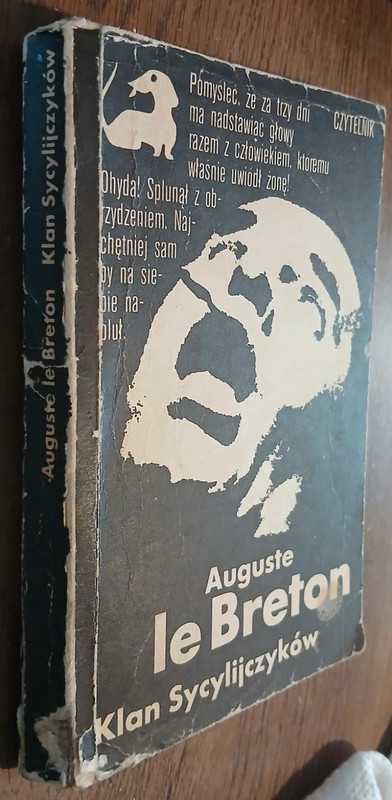 Auguste le Breton Klan Sycylijczyków
Pomyśleć, że za trzy dni
CZYTELNIK
ma nadstawiać głowy
razem z człowiekiem, któremu
właśnie uwiódł żonę!
Ohyda! Splunął z ob-
rzydzeniem. Naj-
chętniej sam
by na sie-
bie na-
pluł.
Auguste
le Breton
Klan Sycylijczyków